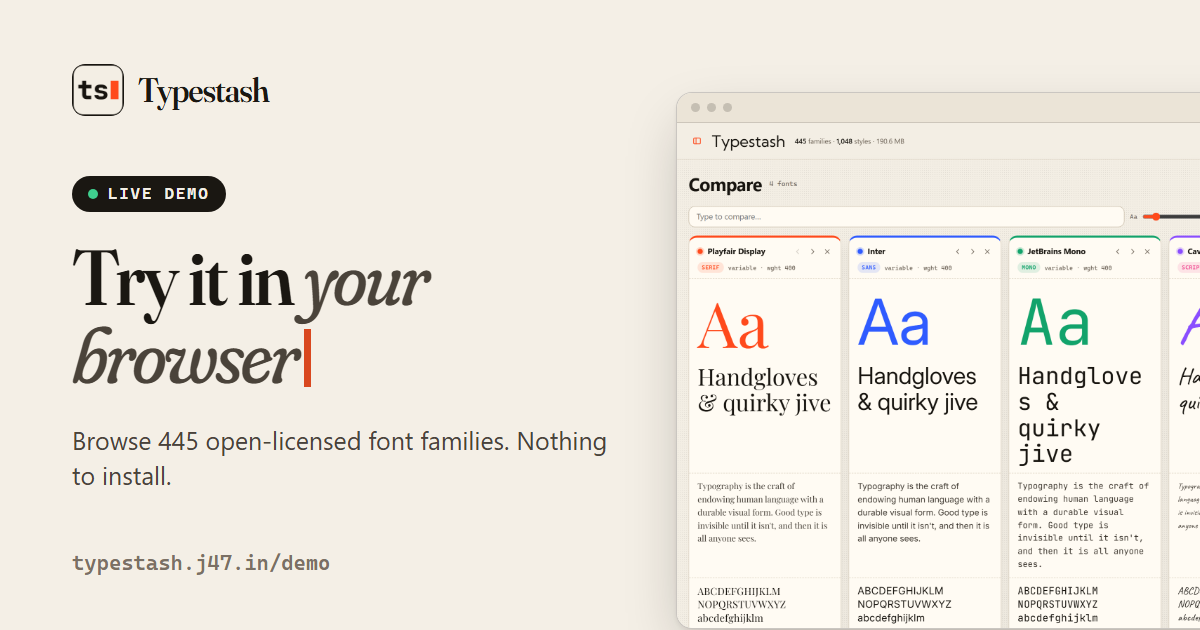 ts
Typestash
LIVE DEMO
Try it in your
browser
Browse 445 open-licensed font families. Nothing
to install.
typestash.j47.in/demo
Typestash 445 families · 1,048 styles · 190.6 MB
Compare 4 fonts
Type to compare...
Aa
Playfair Display
SERIF variable · wght 400
Aa
Handgloves
& quirky jive
Typography is the craft of
endowing human language with a
durable visual form. Good type is
invisible until it isn't, and then it is
all anyone sees.
ABCDEFGHIJKLM
NOPQRSTUVWXYZ
abcdefghijklm
Inter
SANS variable · wght 400
Aa
Handgloves
& quirky jive
Typography is the craft of
endowing human language with a
durable visual form. Good type is
invisible until it isn't, and then it is
all anyone sees.
ABCDEFGHIJKLM
NOPQRSTUVWXYZ
abcdefghijklm
JetBrains Mono
MONO variable · wght 400
Aa
Handglove
s &
quirky
jive
Typography is the craft of
endowing human language
with a durable visual
form. Good type is
invisible until it isn't,
and then it is all anyone
sees.
ABCDEFGHIJKLM
NOPQRSTUVWXYZ
abcdefghijklm